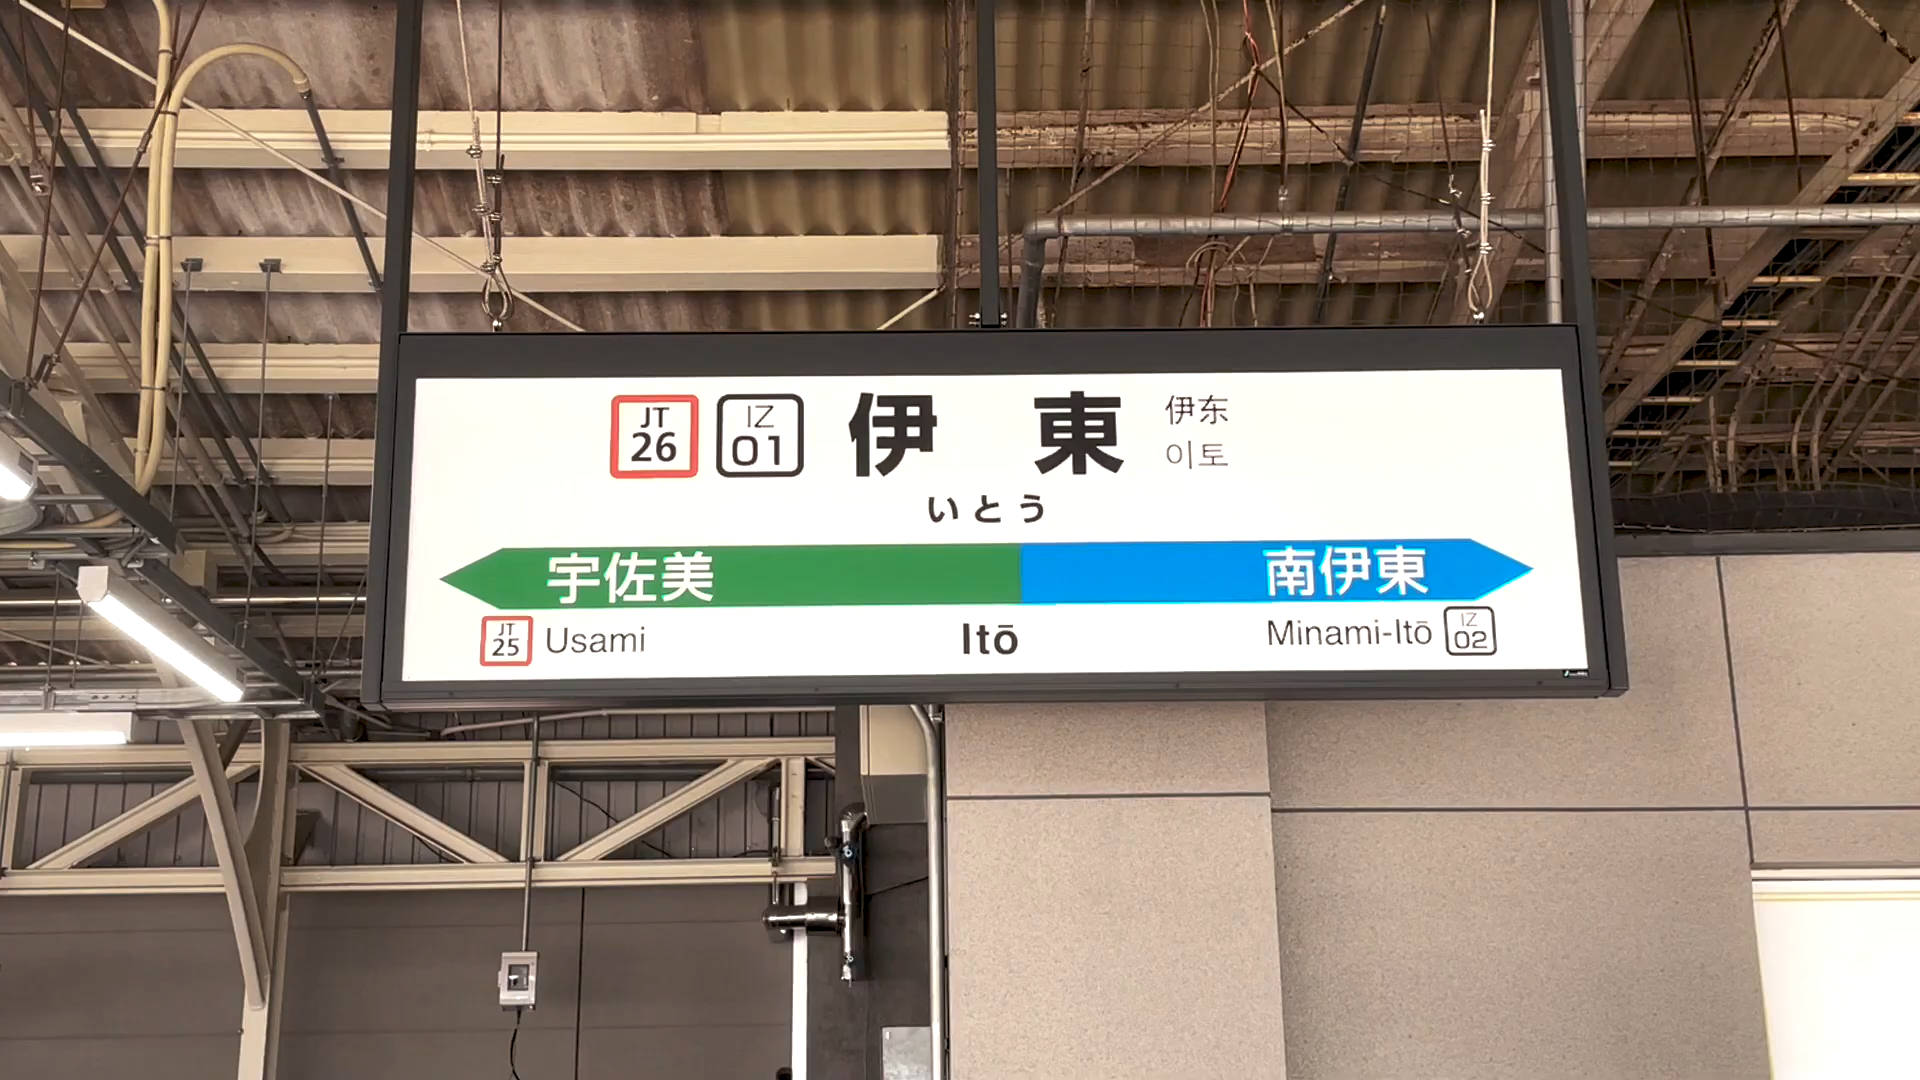 JT 26 IZ 01 伊 東 伊东
이토
いとう
宇佐美 南伊東
JT 25 Usami Itō Minami-Itō IZ 02